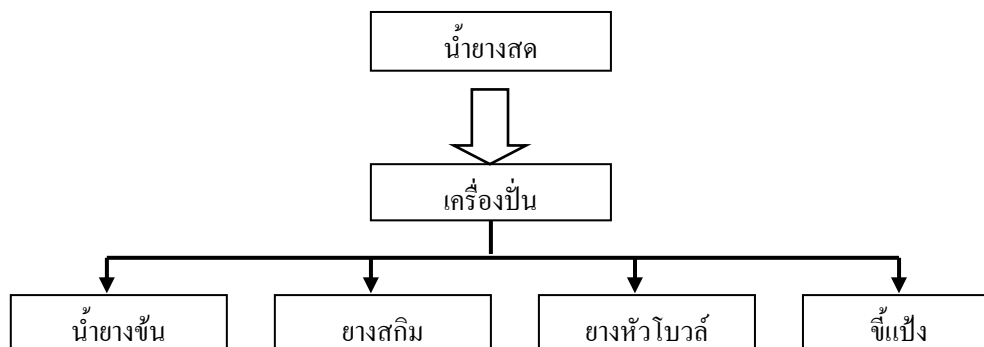 น้ำยางสด
เครื่องปั่น
น้ำยางข้น
ยางสกิม
ยางหัวโบวล์
ขี้แป้ง